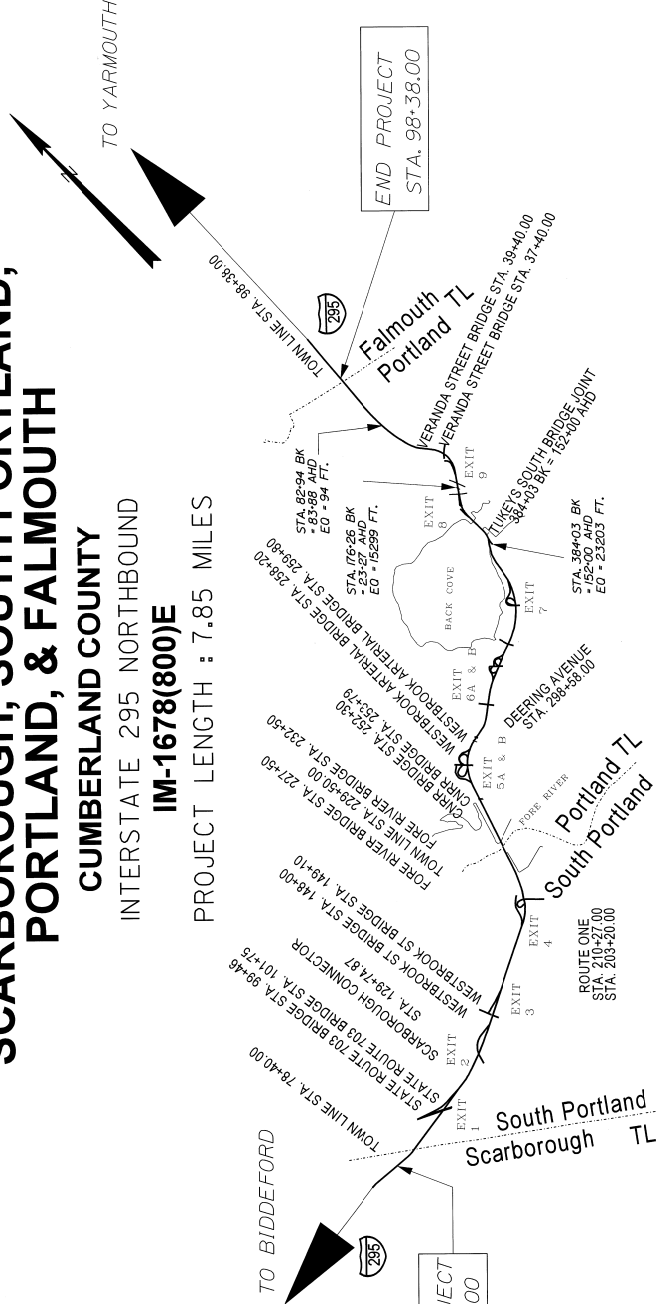 SCARBOROUGH, SOUTH PORTLAND,
PORTLAND, & FALMOUTH
CUMBERLAND COUNTY
INTERSTATE 295 NORTHBOUND
IM-1678(800)E
PROJECT LENGTH : 7.85 MILES
TO BIDDEFORD
295
JECT
00
TOWN LINE STA. 78+40.00
South Portland
Scarborough TL
STATE ROUTE 703 BRIDGE STA. 99+46
STATE ROUTE 703 BRIDGE STA. 101+75
EXIT
1
SCARBOROUGH CONNECTOR
STA. 129+74.87
EXIT
2
WESTBROOK ST BRIDGE STA. 148+00
WESTBROOK ST BRIDGE STA. 149+10
EXIT
3
EXIT
4
ROUTE ONE
STA. 210+27.00
STA. 203+20.00
FORE RIVER BRIDGE STA. 227+50
TOWN LINE STA. 229+50.00
FORE RIVER BRIDGE STA. 232+50
FORE RIVER
Portland TL
South Portland
CNRR BRIDGE STA. 252+30
CNRR BRIDGE STA. 253+79
WESTBROOK ARTERIAL BRIDGE STA. 258+20
WESTBROOK ARTERIAL BRIDGE STA. 259+80
EXIT
5A & B
DEERING AVENUE
STA. 298+58.00
EXIT
6A & B
BACK COVE
EXIT
7
STA. 384+03 BK
=152+00 AHD
EQ = 23203 FT.
TUKEYS SOUTH BRIDGE JOINT
384+03 BK = 152+00 AHD
EXIT
8
STA. 176+26 BK
= 23+27 AHD
EQ = 15299 FT.
EXIT
9
VERANDA STREET BRIDGE STA. 39+40.00
VERANDA STREET BRIDGE STA. 37+40.00
STA. 82+94 BK
= 83+88 AHD
EQ = 94 FT.
Falmouth
Portland TL
TOWN LINE STA. 98+38.00
295
END PROJECT
STA. 98+38.00
TO YARMOUTH
N